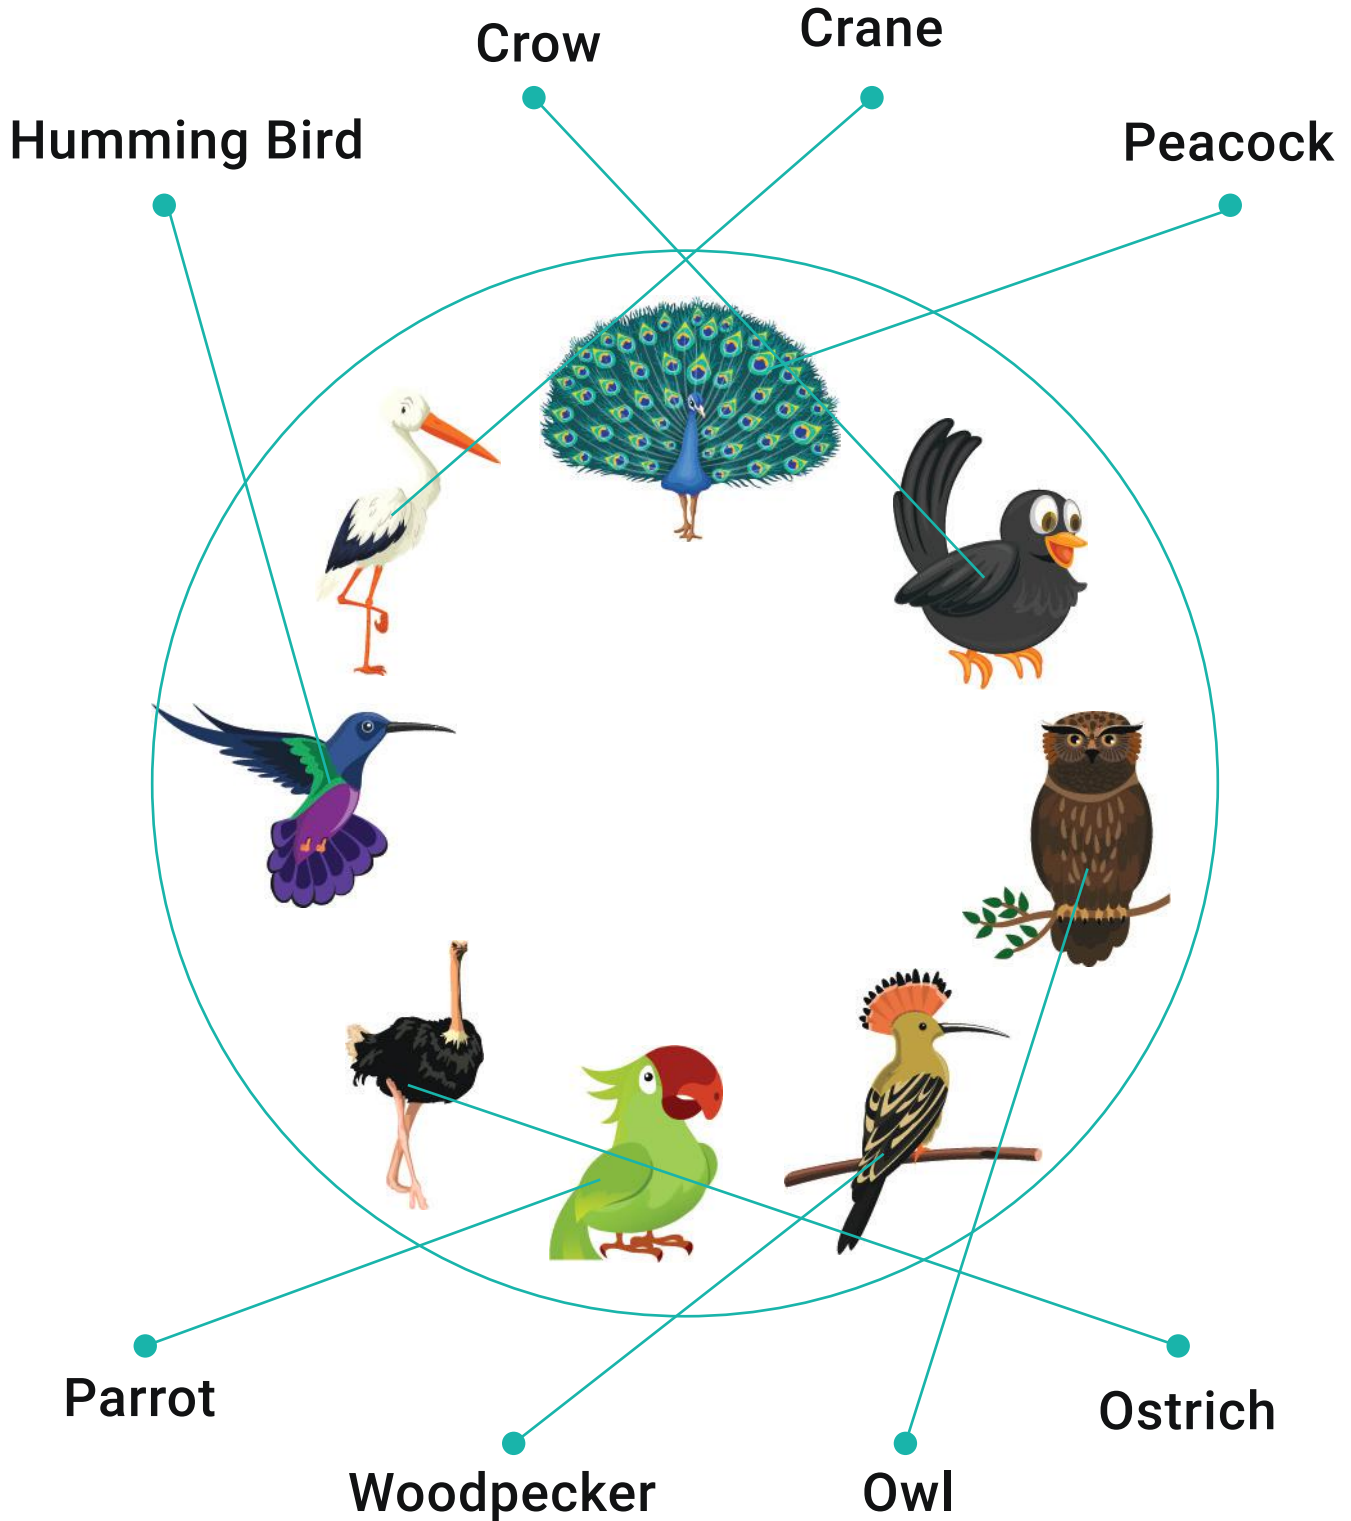 Crow
Crane
Humming Bird
Peacock
Parrot
Ostrich
Woodpecker
Owl